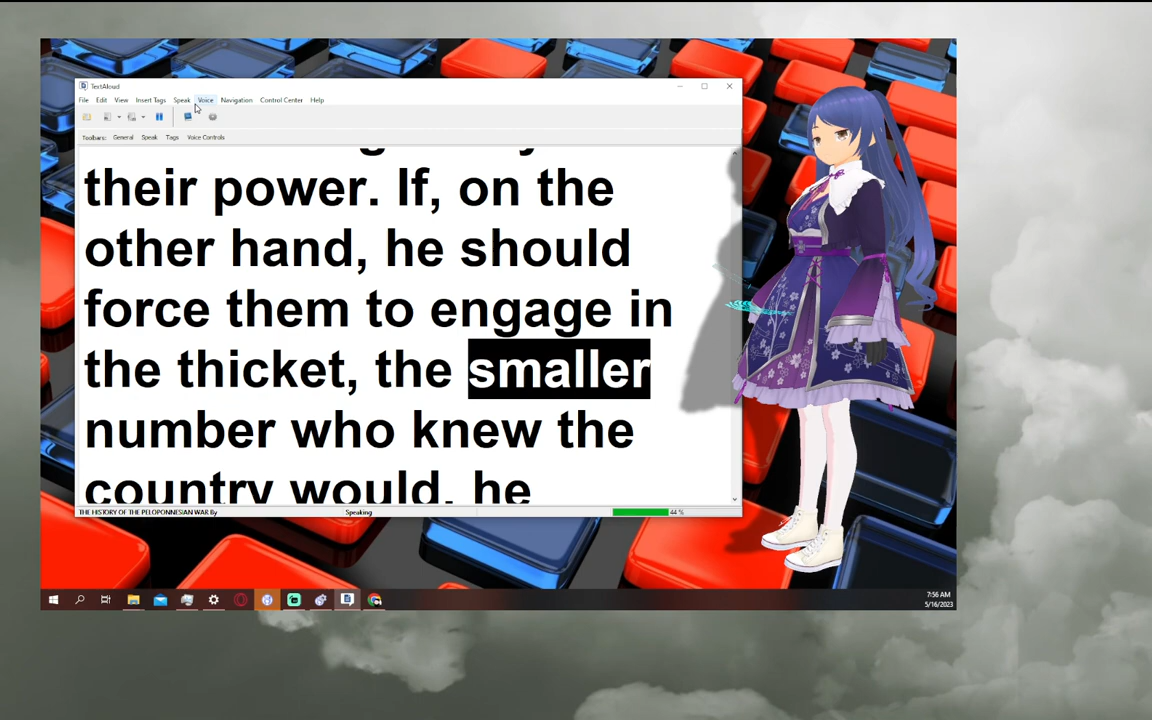 TextAloud
File Edit View Insert Tags Speak Voice Navigation Control Center Help
Toolbars: General Speak Tags Voice Controls
their power. If, on the
other hand, he should
force them to engage in
the thicket, the smaller
number who knew the
country would, he
THE HISTORY OF THE PELOPONNESIAN WAR By Speaking 44 %
7:56 AM
5/16/2023